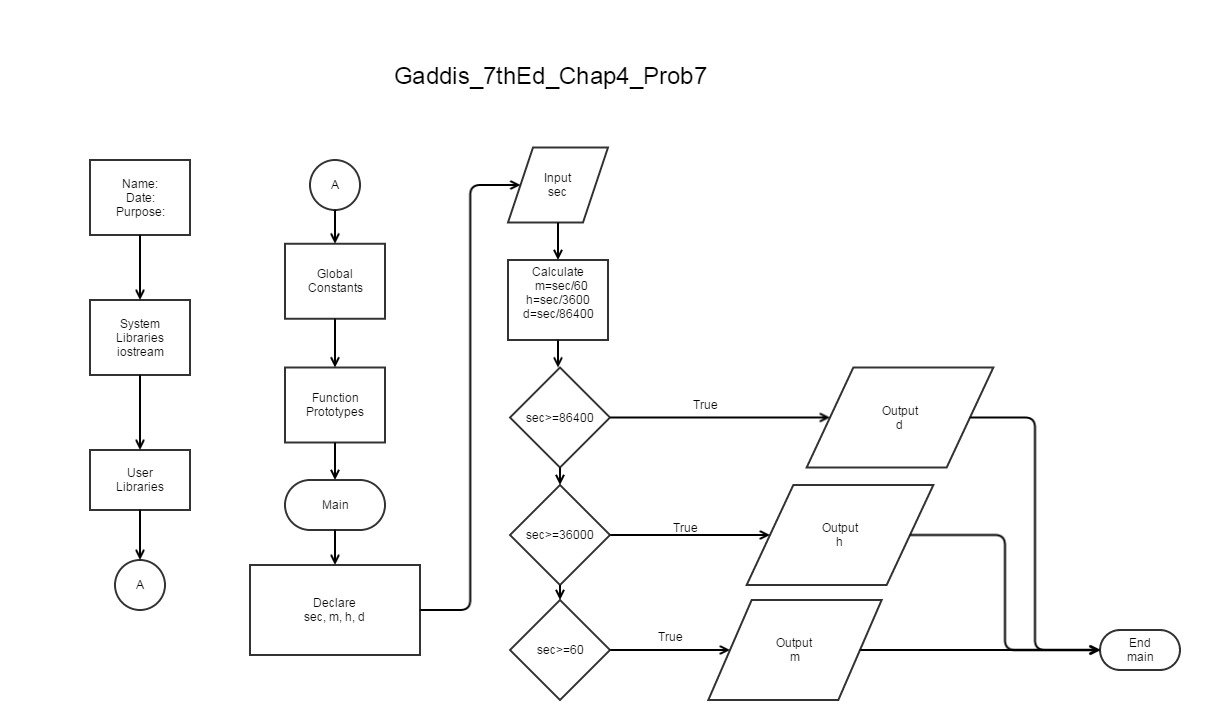 Gaddis_7thEd_Chap4_Prob7
Name:
Date:
Purpose:
System
Libraries
iostream
User
Libraries
A
A
Global
Constants
Function
Prototypes
Main
Declare
sec, m, h, d
Input
sec
Calculate
m=sec/60
h=sec/3600
d=sec/86400
sec>=86400
True
Output
d
sec>=36000
True
Output
h
sec>=60
True
Output
m
End
main